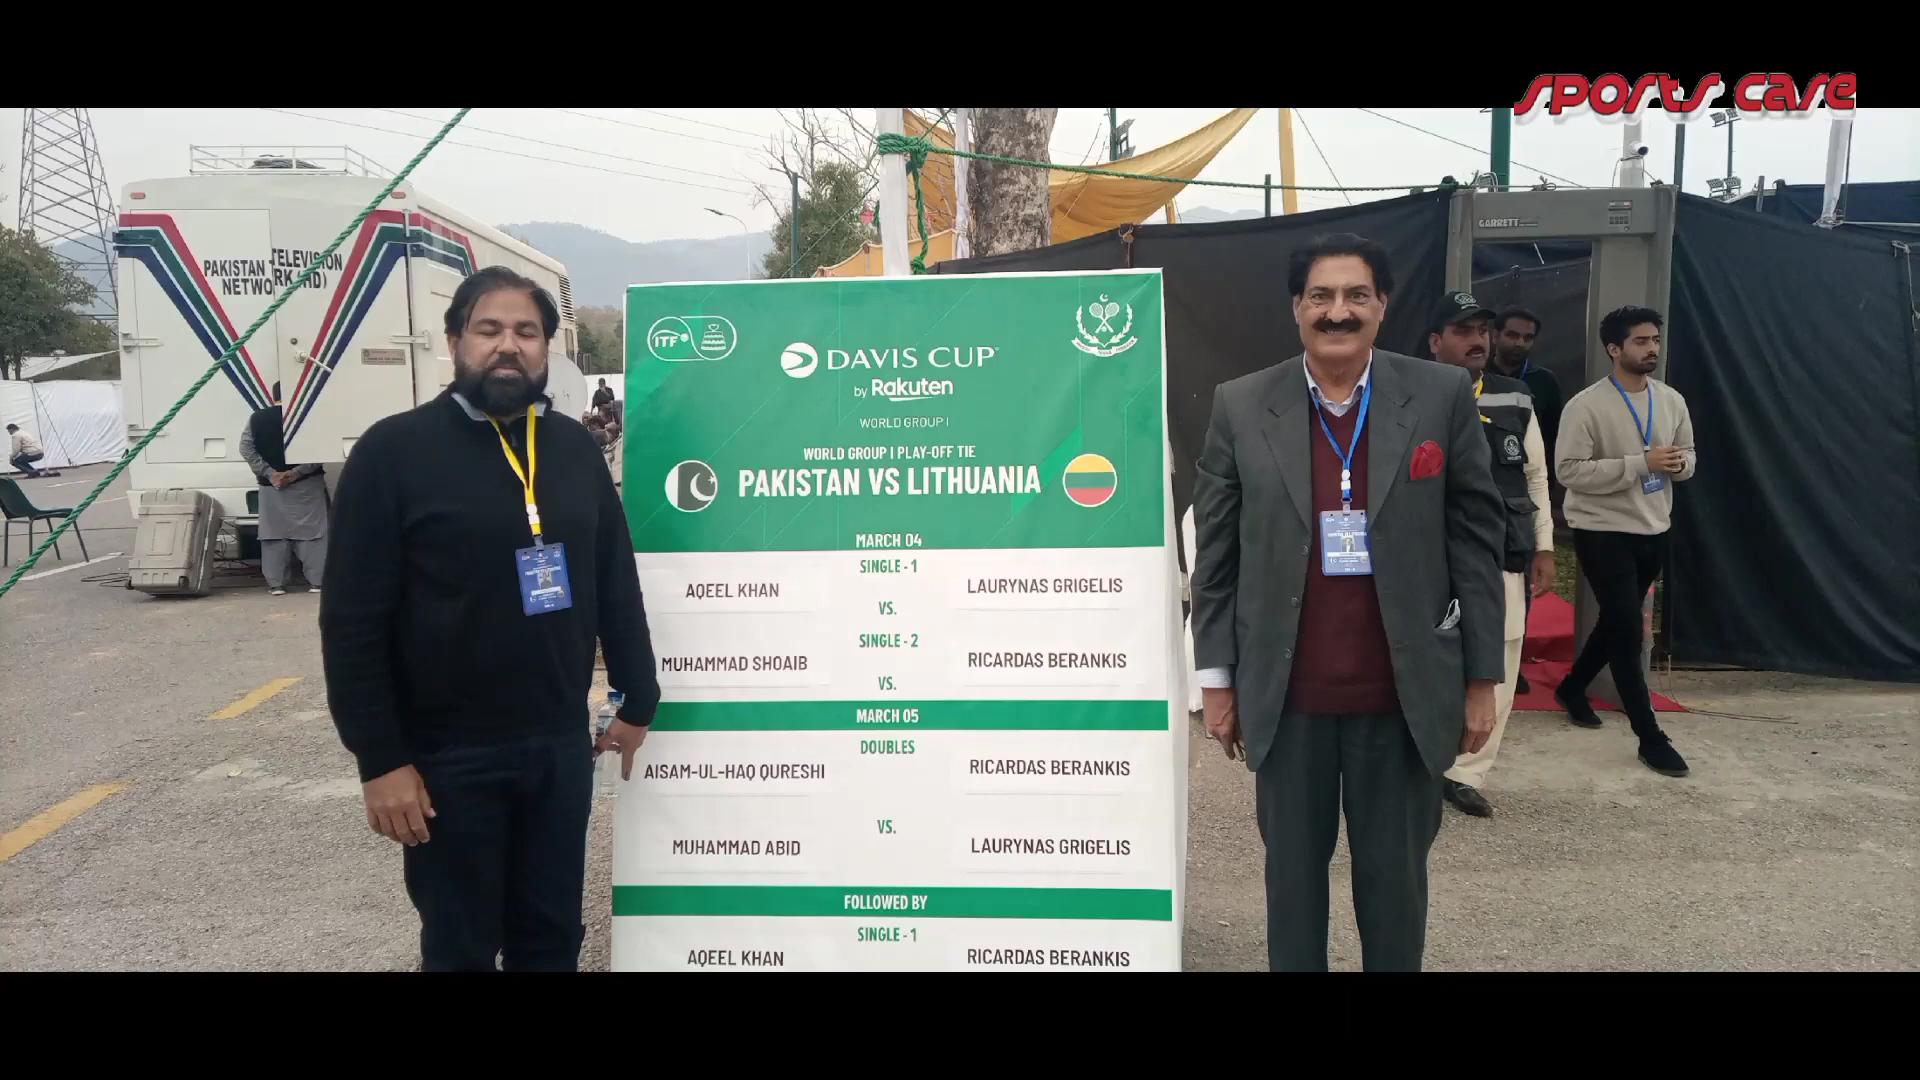 sports case
PAKISTAN TELEVISION
NETWORK (HD)
GARRETT
ITF
DAVIS CUP
by Rakuten
WORLD GROUP I
WORLD GROUP I PLAY-OFF TIE
PAKISTAN VS LITHUANIA
MARCH 04
SINGLE - 1
AQEEL KHAN
VS.
LAURYNAS GRIGELIS
SINGLE - 2
MUHAMMAD SHOAIB
VS.
RICARDAS BERANKIS
MARCH 05
DOUBLES
AISAM-UL-HAQ QURESHI
RICARDAS BERANKIS
VS.
MUHAMMAD ABID
LAURYNAS GRIGELIS
FOLLOWED BY
SINGLE - 1
AQEEL KHAN
RICARDAS BERANKIS